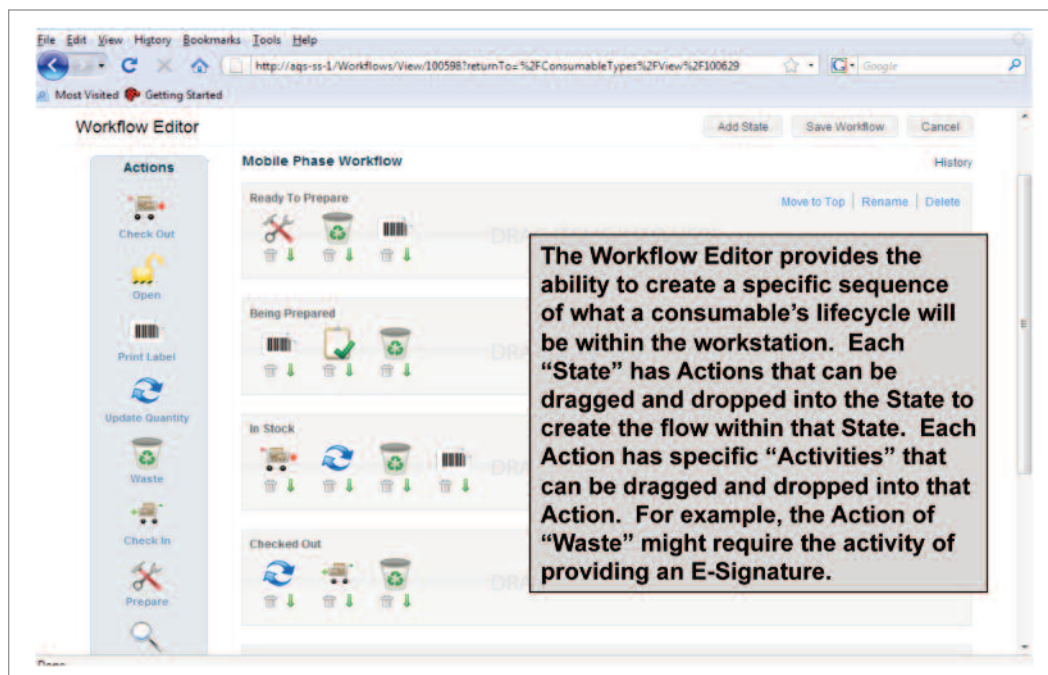 File Edit View History Bookmarks Tools Help
http://aqs-ss-1/Workflows/View/100598?returnTo=%2FConsumableTypes%2FView%2F100629
Google
Most Visited Getting Started
Workflow Editor
Add State Save Workflow Cancel
Actions
Check Out
Open
Print Label
Update Quantity
Waste
Check In
Prepare
Mobile Phase Workflow
History
Ready To Prepare
Move to Top | Rename | Delete
Being Prepared
In Stock
Checked Out
The Workflow Editor provides the
ability to create a specific sequence
of what a consumable's lifecycle will
be within the workstation. Each
“State” has Actions that can be
dragged and dropped into the State to
create the flow within that State. Each
Action has specific “Activities” that
can be dragged and dropped into that
Action. For example, the Action of
“Waste” might require the activity of
providing an E-Signature.